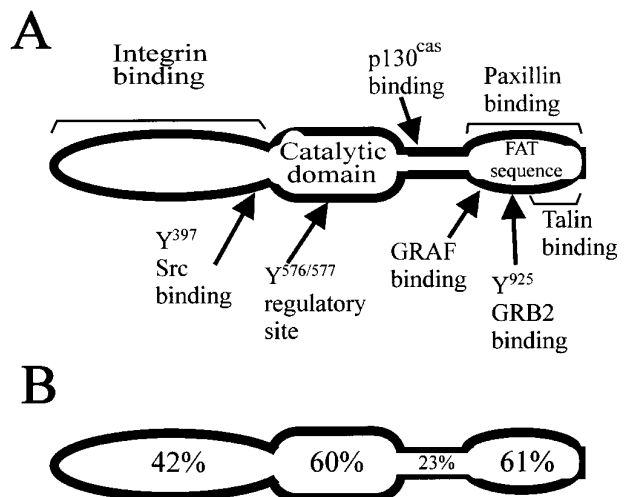 A
Integrin
binding
p130cas
binding
Paxillin
binding
Catalytic
domain
FAT
sequence
Y397
Src
binding
Y576/577
regulatory
site
GRAF
binding
Y925
GRB2
binding
Talin
binding
B
42%
60%
23%
61%